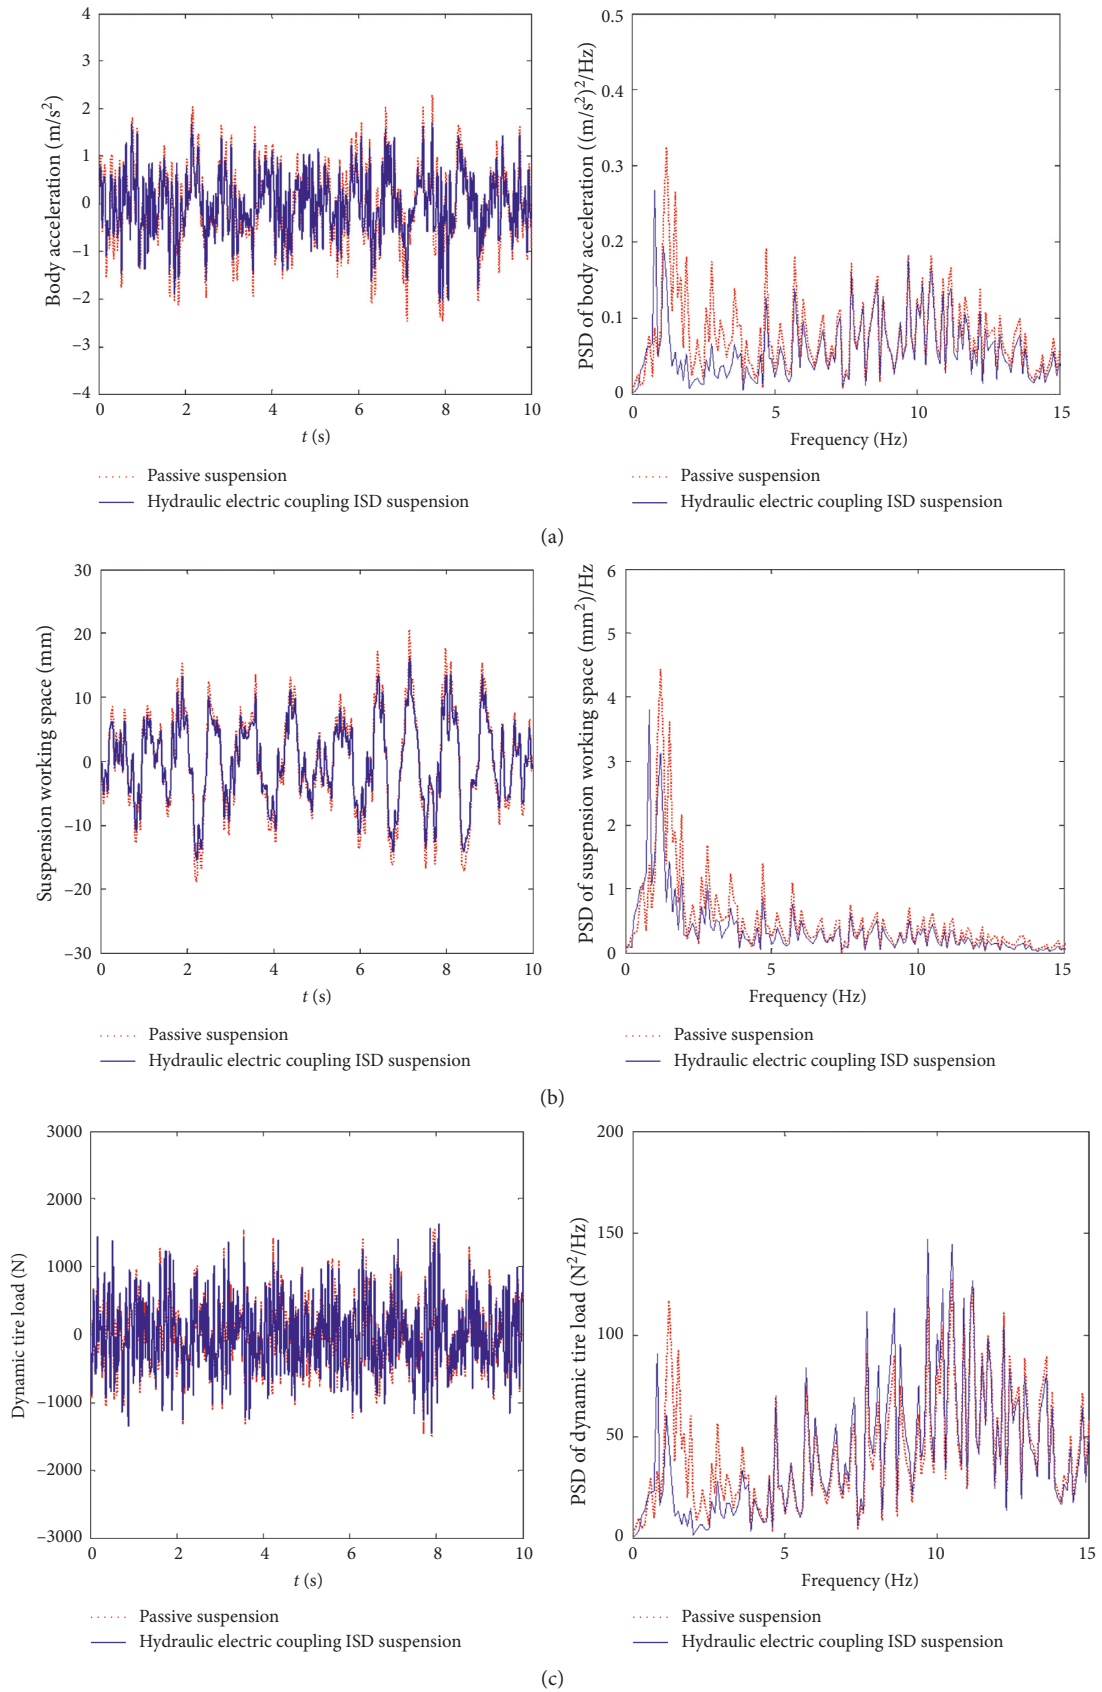 4
3
2
1
0
−1
−2
−3
−4
Body acceleration (m/s²)
0 2 4 6 8 10
t (s)
Passive suspension
Hydraulic electric coupling ISD suspension
0.5
0.4
0.3
0.2
0.1
0
PSD of body acceleration ((m/s²)²/Hz)
0 5 10 15
Frequency (Hz)
Passive suspension
Hydraulic electric coupling ISD suspension
(a)
30
20
10
0
−10
−20
−30
Suspension working space (mm)
0 2 4 6 8 10
t (s)
Passive suspension
Hydraulic electric coupling ISD suspension
6
5
4
3
2
1
0
PSD of suspension working space (mm²)/Hz
0 5 10 15
Frequency (Hz)
Passive suspension
Hydraulic electric coupling ISD suspension
(b)
3000
2000
1000
0
−1000
−2000
−3000
Dynamic tire load (N)
0 2 4 6 8 10
t (s)
Passive suspension
Hydraulic electric coupling ISD suspension
200
150
100
50
0
PSD of dynamic tire load (N²/Hz)
0 5 10 15
Frequency (Hz)
Passive suspension
Hydraulic electric coupling ISD suspension
(c)